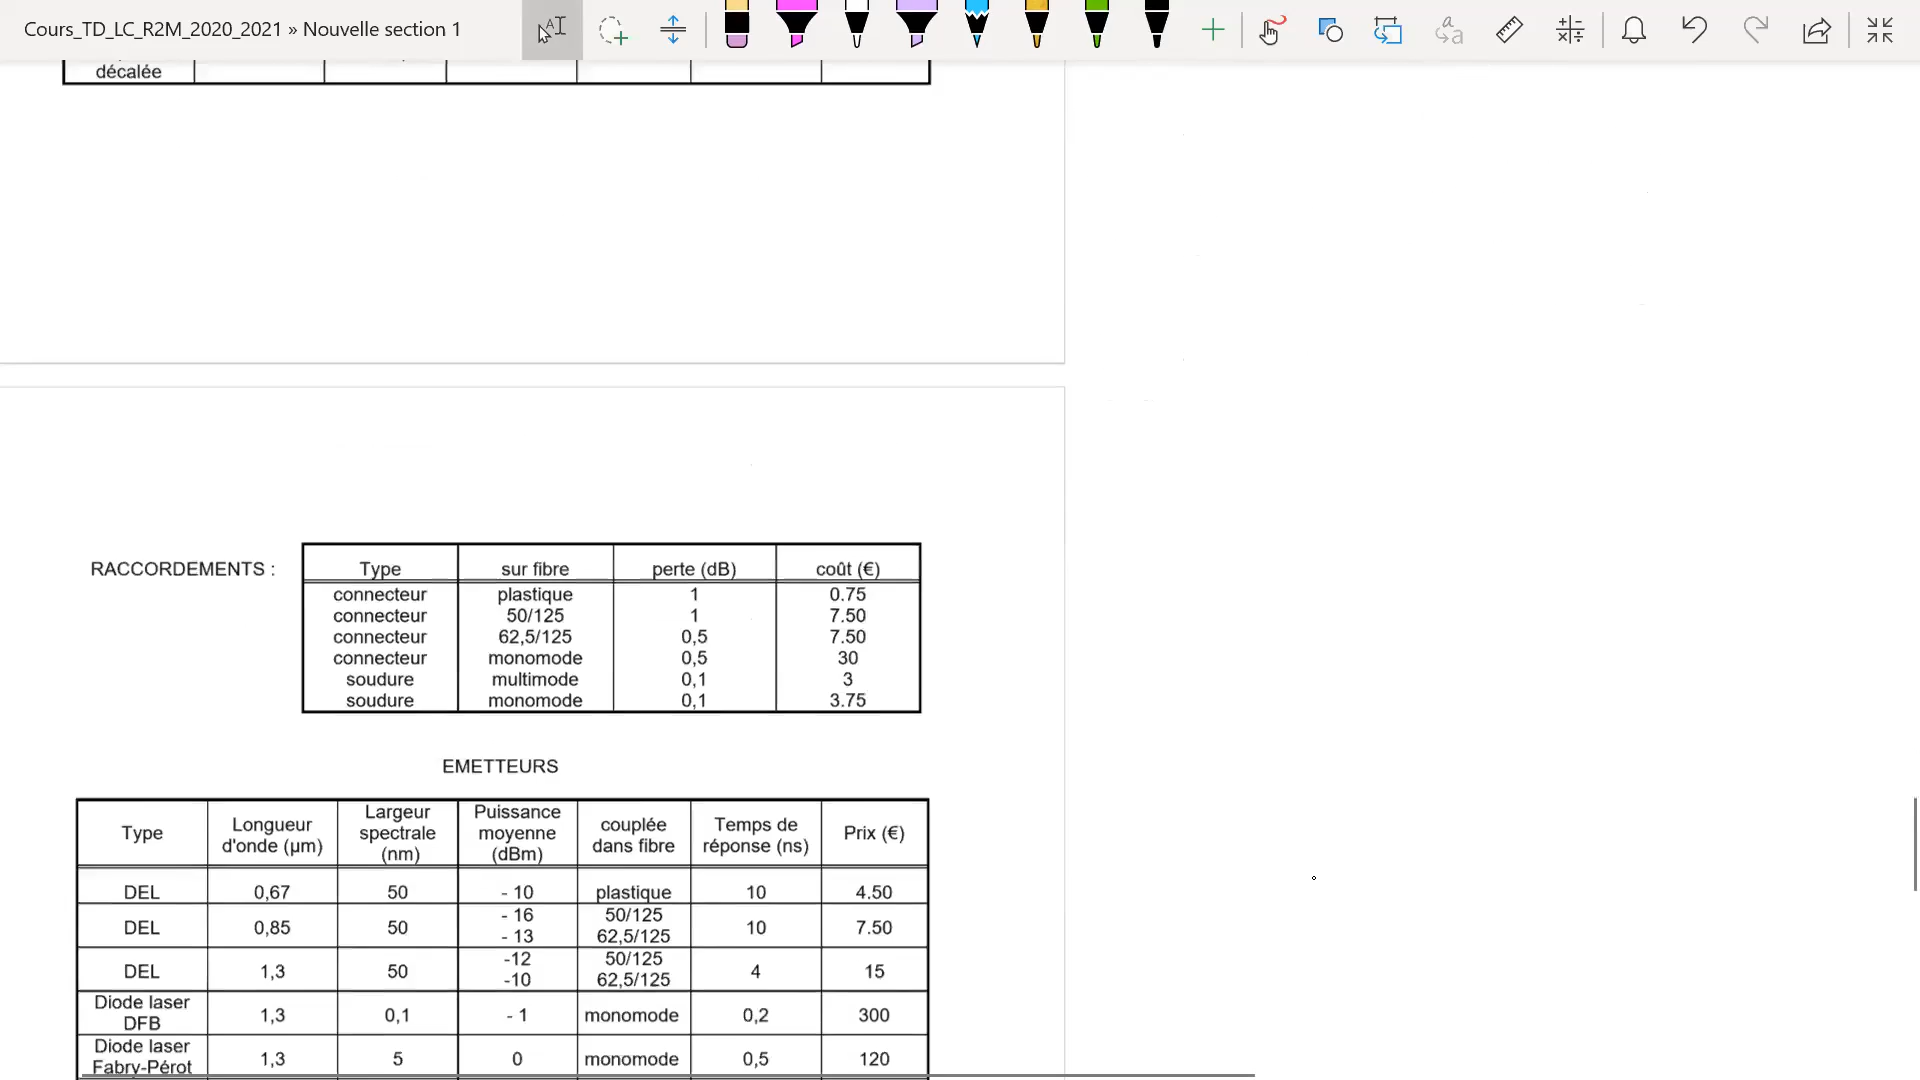 Cours_TD_LC_R2M_2020_2021 » Nouvelle section 1
décalée
RACCORDEMENTS :
Type sur fibre perte (dB) coût (€)
connecteur plastique 1 0.75
connecteur 50/125 1 7.50
connecteur 62,5/125 0,5 7.50
connecteur monomode 0,5 30
soudure multimode 0,1 3
soudure monomode 0,1 3.75
EMETTEURS
Type Longueur d'onde (µm) Largeur spectrale (nm) Puissance moyenne (dBm) couplée dans fibre Temps de réponse (ns) Prix (€)
DEL 0,67 50 - 10 plastique 10 4.50
DEL 0,85 50 - 16 50/125 10 7.50
- 13 62,5/125
DEL 1,3 50 -12 50/125 4 15
-10 62,5/125
Diode laser DFB 1,3 0,1 - 1 monomode 0,2 300
Diode laser Fabry-Pérot 1,3 5 0 monomode 0,5 120